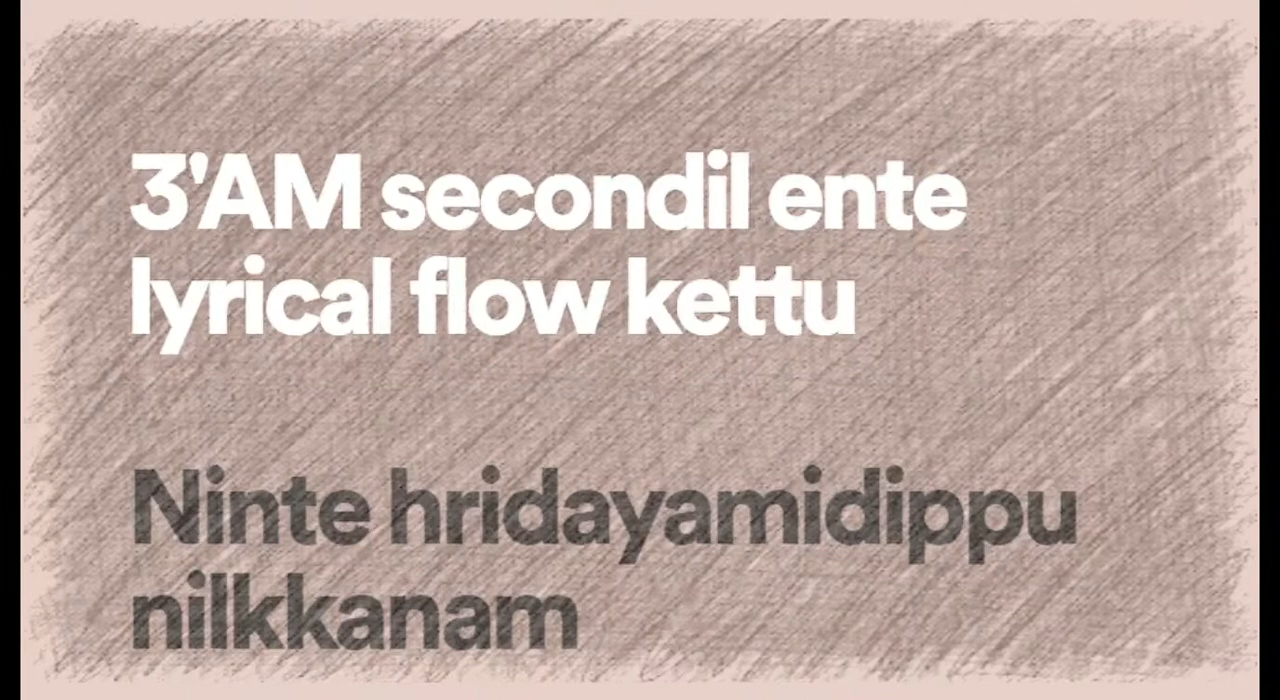 3'AM secondil ente
lyrical flow kettu
Ninte hridayamidippu
nilkkanam